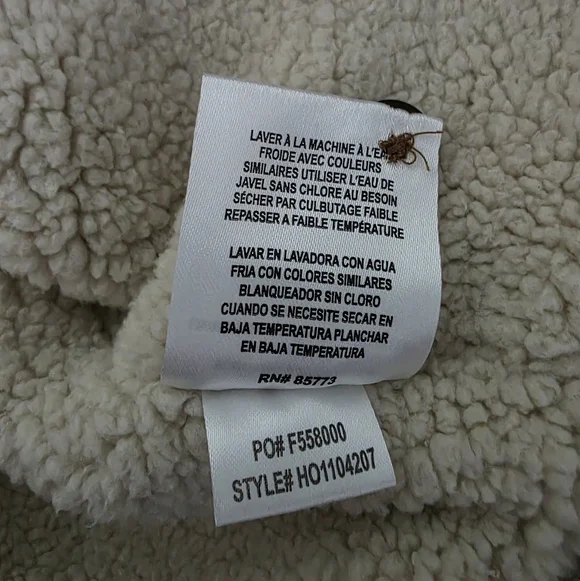 LAVER À LA MACHINE À L'EAU
FROIDE AVEC COULEURS
SIMILAIRES UTILISER L'EAU DE
JAVEL SANS CHLORE AU BESOIN
SÉCHER PAR CULBUTAGE FAIBLE
REPASSER A FAIBLE TEMPÉRATURE
LAVAR EN LAVADORA CON AGUA
FRIA CON COLORES SIMILARES
BLANQUEADOR SIN CLORO
CUANDO SE NECESITE SECAR EN
BAJA TEMPERATURA PLANCHAR
EN BAJA TEMPERATURA
RN# 85773
PO# F558000
STYLE# HO1104207